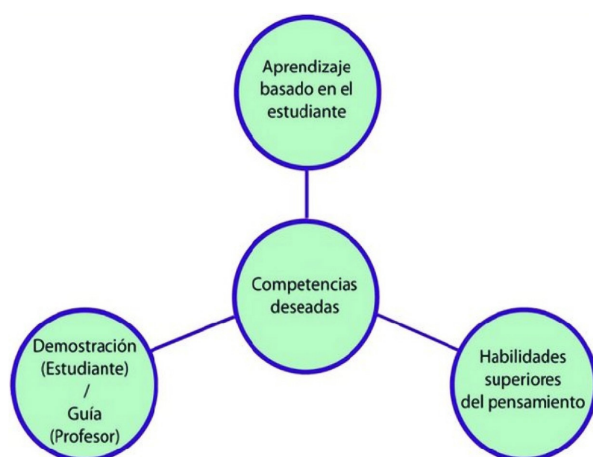 Aprendizaje
basado en el
estudiante
Competencias
deseadas
Demostración
(Estudiante)
/
Guía
(Profesor)
Habilidades
superiores
del pensamiento